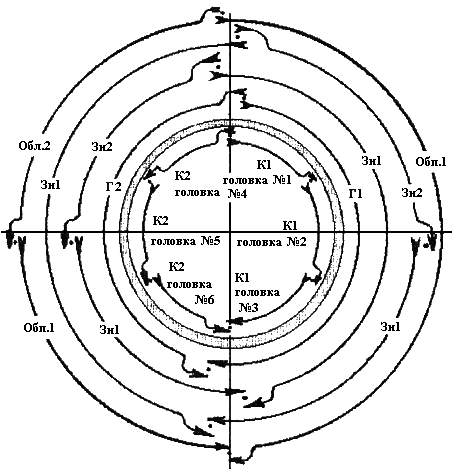 Обл.2
Зн2
К2
головка
№4
К1
головка №1
Зн1
Обл.1
Зн1
Г2
Г1
Зн2
К2
головка №5
К1
головка №2
К2
головка
№6
К1
головка
№3
Обл.1
Зн1
Зн1